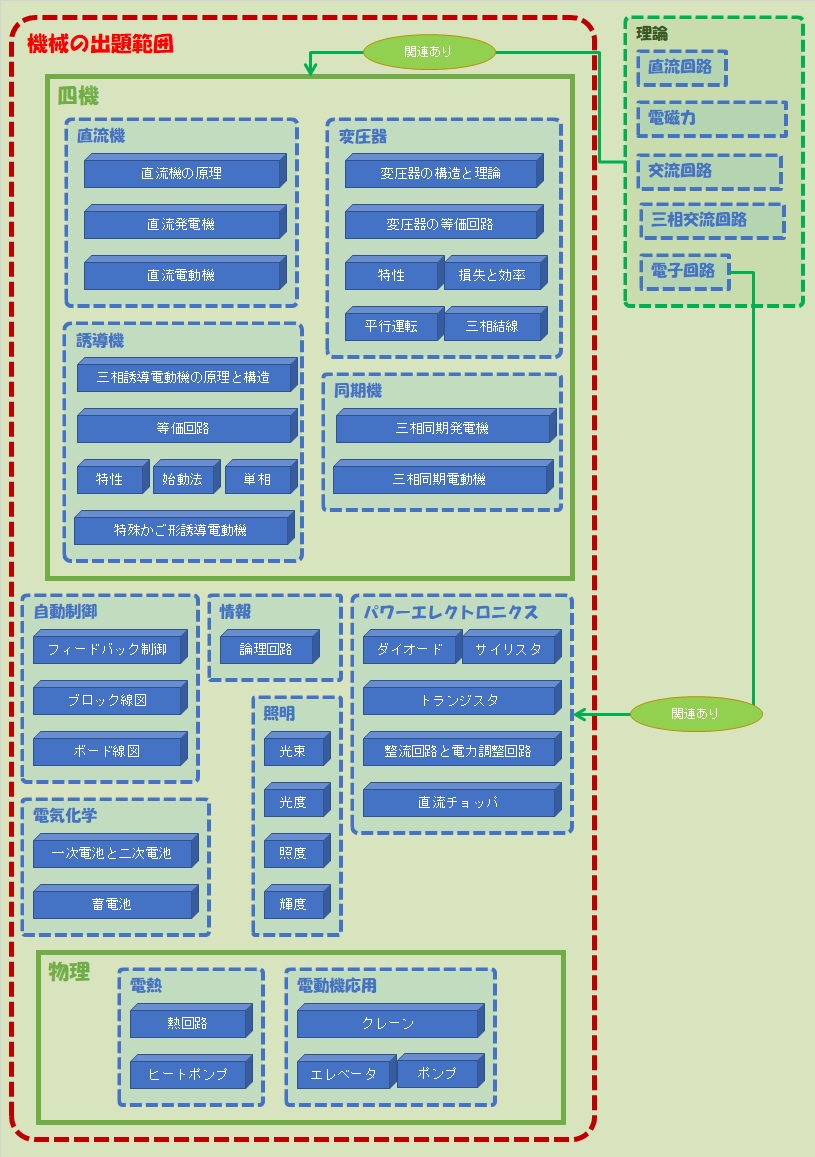 機械の出題範囲
関連あり
理論
直流回路
電磁力
交流回路
三相交流回路
電子回路
四機
直流機
直流機の原理
直流発電機
直流電動機
変圧器
変圧器の構造と理論
変圧器の等価回路
特性
損失と効率
平行運転
三相結線
誘導機
三相誘導電動機の原理と構造
等価回路
特性
始動法
単相
特殊かご形誘導電動機
同期機
三相同期発電機
三相同期電動機
自動制御
フィードバック制御
ブロック線図
ボード線図
情報
論理回路
パワーエレクトロニクス
ダイオード
サイリスタ
トランジスタ
整流回路と電力調整回路
直流チョッパ
関連あり
照明
光束
光度
照度
輝度
電気化学
一次電池と二次電池
蓄電池
物理
電熱
熱回路
ヒートポンプ
電動機応用
クレーン
エレベータ
ポンプ